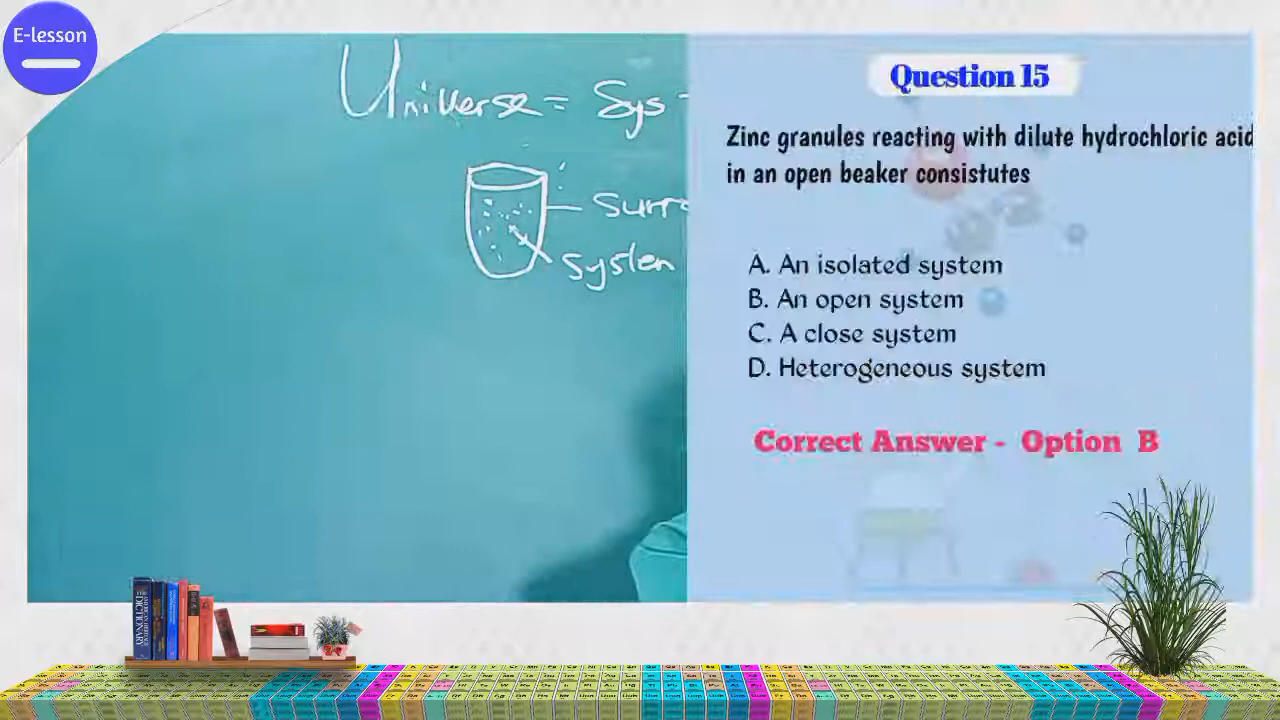 E-lesson
Universe = Sys -
Surr
System
Question 15
Zinc granules reacting with dilute hydrochloric acid
in an open beaker consistutes
A. An isolated system
B. An open system
C. A close system
D. Heterogeneous system
Correct Answer - Option B
DICTIONARY